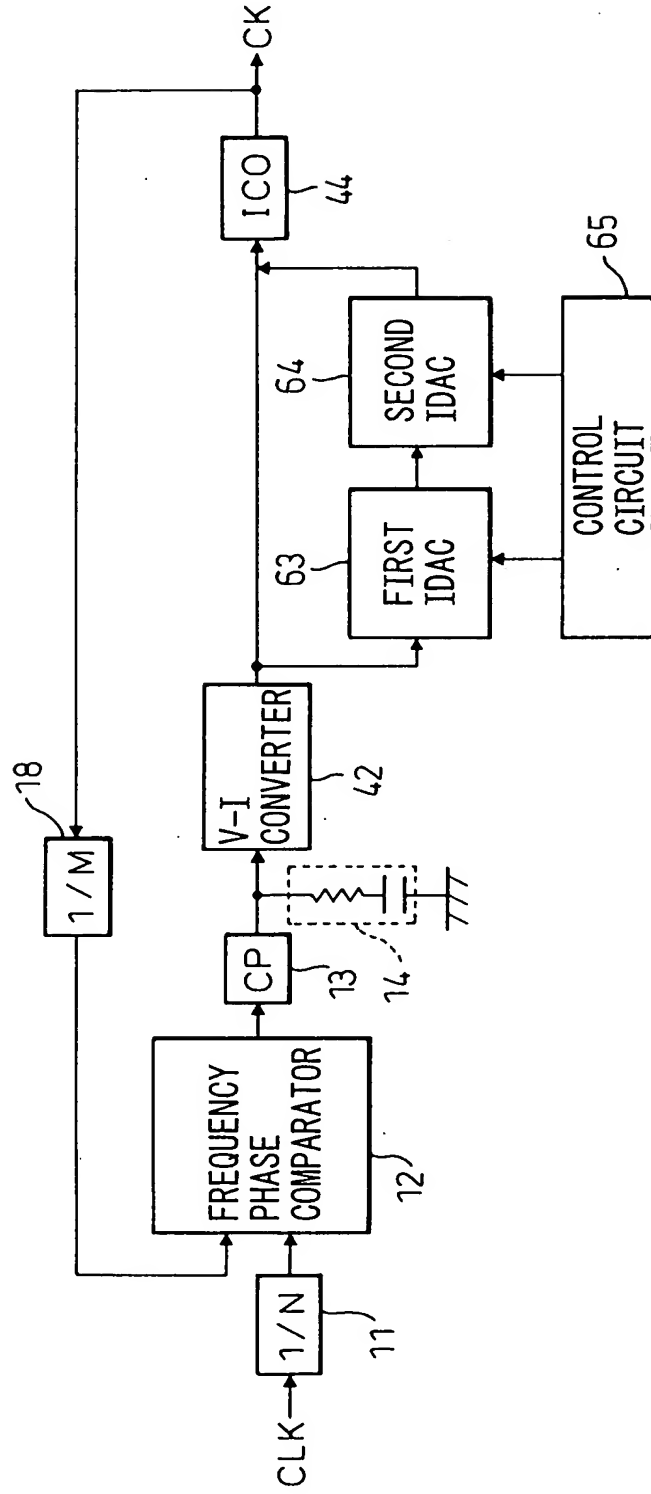 CLK
1/N
11
FREQUENCY
PHASE
COMPARATOR
12
CP
13
14
V-I
CONVERTER
42
1/M
18
FIRST
IDAC
63
SECOND
IDAC
64
CONTROL
CIRCUIT
65
ICO
44
CK